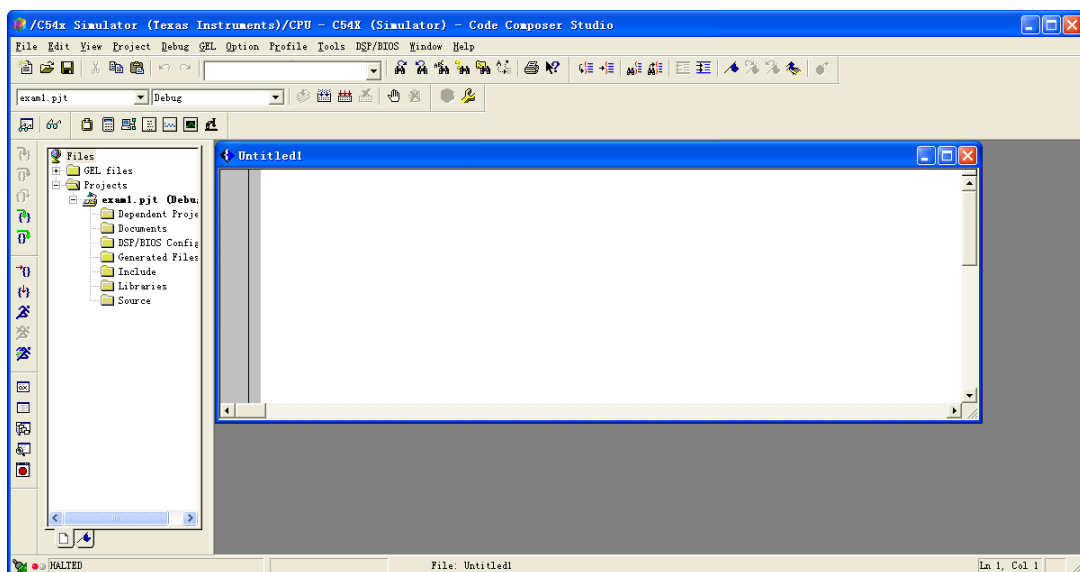 /C54x Simulator (Texas Instruments)/CPU - C54X (Simulator) - Code Composer Studio
File Edit View Project Debug GEL Option Profile Tools DSP/BIOS Window Help
exam1.pjt Debug
Files
GEL files
Projects
exam1.pjt (Debu
Dependent Proje
Documents
DSP/BIOS Config
Generated Files
Include
Libraries
Source
Untitled1
HALTED File: Untitled1 Ln 1, Col 1